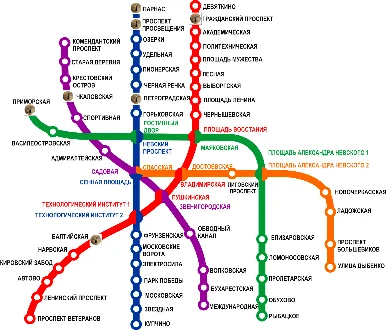 ПАРНАС
ПРОСПЕКТ
ПРОСВЕЩЕНИЯ
ОЗЕРКИ
УДЕЛЬНАЯ
ПИОНЕРСКАЯ
ЧЕРНАЯ РЕЧКА
ПЕТРОГРАДСКАЯ
ГОРЬКОВСКАЯ
ГОСТИННЫЙ
ДВОР
НЕВСКИЙ
ПРОСПЕКТ
ДЕВЯТКИНО
ГРАЖДАНСКИЙ ПРОСПЕКТ
АКАДЕМИЧЕСКАЯ
ПОЛИТЕХНИЧЕСКАЯ
ПЛОЩАДЬ МУЖЕСТВА
ЛЕСНАЯ
ВЫБОРГСКАЯ
ПЛОЩАДЬ ЛЕНИНА
ЧЕРНЫШЕВСКАЯ
ПЛОЩАДЬ ВОССТАНИЯ
МАЯКОВСКАЯ
КОМЕНДАНТСКИЙ
ПРОСПЕКТ
СТАРАЯ ДЕРЕВНЯ
КРЕСТОВСКИЙ
ОСТРОВ
ЧКАЛОВСКАЯ
СПОРТИВНАЯ
ПРИМОРСКАЯ
ВАСИЛЕОСТРОВСКАЯ
АДМИРАЛТЕЙСКАЯ
САДОВАЯ
СЕННАЯ ПЛОЩАДЬ
СПАССКАЯ
ДОСТОЕВСКАЯ
ВЛАДИМИРСКАЯ
ЛИГОВСКИЙ
ПРОСПЕКТ
ПЛОЩАДЬ АЛЕКСАНДРА НЕВСКОГО 1
ПЛОЩАДЬ АЛЕКСАНДРА НЕВСКОГО 2
ПУШКИНСКАЯ
ЗВЕНИГОРОДСКАЯ
НОВОЧЕРКАССКАЯ
ЛАДОЖСКАЯ
ПРОСПЕКТ
БОЛЬШЕВИКОВ
УЛИЦА ДЫБЕНКО
ТЕХНОЛОГИЧЕСКИЙ ИНСТИТУТ 1
ТЕХНОЛОГИЧЕСКИЙ ИНСТИТУТ 2
БАЛТИЙСКАЯ
НАРВСКАЯ
КИРОВСКИЙ ЗАВОД
АВТОВО
ЛЕНИНСКИЙ ПРОСПЕКТ
ПРОСПЕКТ ВЕТЕРАНОВ
ФРУНЗЕНСКАЯ
МОСКОВСКИЕ
ВОРОТА
ЭЛЕКТРОСИЛА
ПАРК ПОБЕДЫ
МОСКОВСКАЯ
ЗВЕЗДНАЯ
КУПЧИНО
ОБВОДНЫЙ
КАНАЛ
ВОЛКОВСКАЯ
БУХАРЕСТСКАЯ
МЕЖДУНАРОДНАЯ
ЕЛИЗАРОВСКАЯ
ЛОМОНОСОВСКАЯ
ПРОЛЕТАРСКАЯ
ОБУХОВО
РЫБАЦКОЕ